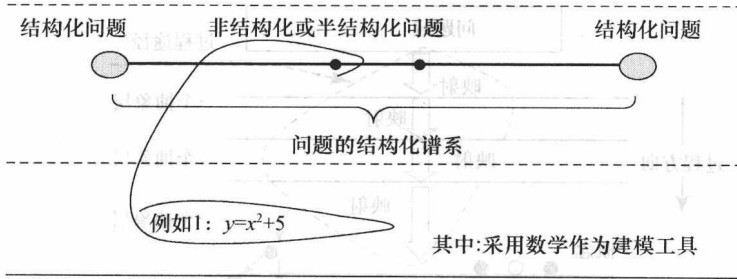 结构化问题 非结构化或半结构化问题 结构化问题
问题的结构化谱系
例如1：y=x²+5
其中:采用数学作为建模工具